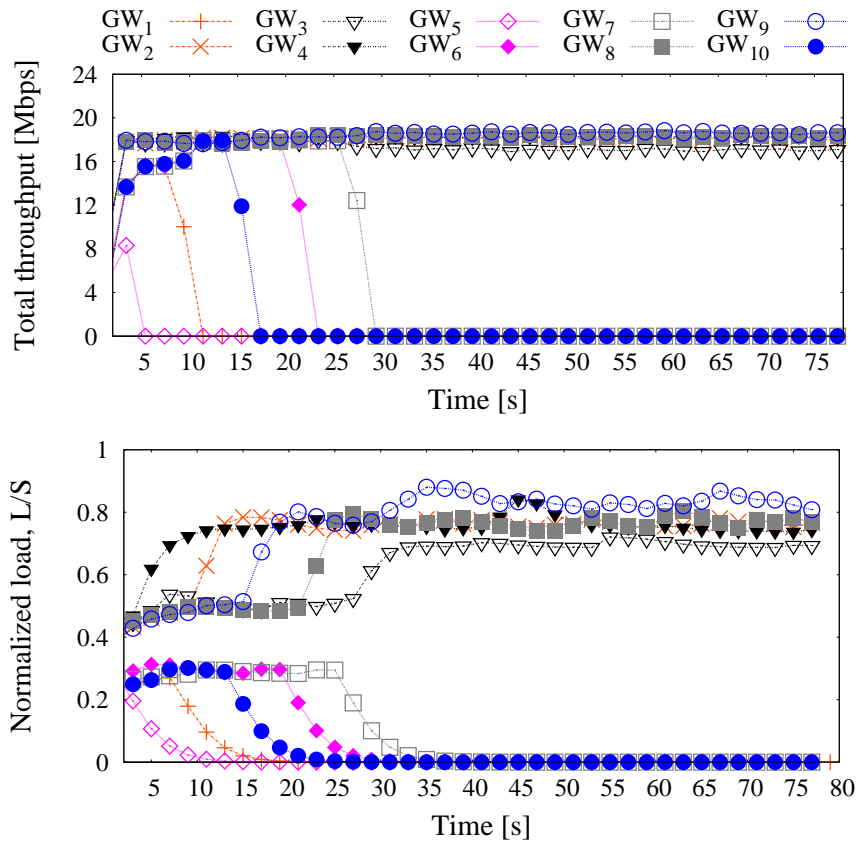 GW1 GW3 GW5 GW7 GW9
GW2 GW4 GW6 GW8 GW10
Total throughput [Mbps]
24
20
16
12
8
4
0
5 10 15 20 25 30 35 40 45 50 55 60 65 70 75
Time [s]
Normalized load, L/S
1
0.8
0.6
0.4
0.2
0
5 10 15 20 25 30 35 40 45 50 55 60 65 70 75 80
Time [s]